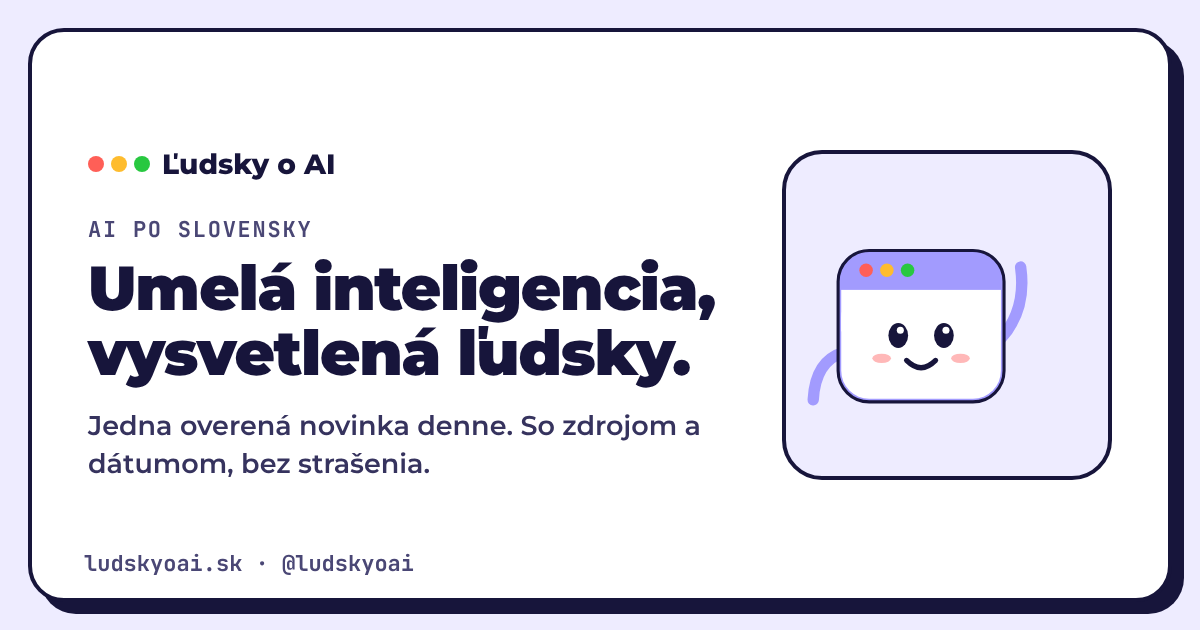 Ľudsky o AI
AI PO SLOVENSKY
Umelá inteligencia,
vysvetlená ľudsky.
Jedna overená novinka denne. So zdrojom a
dátumom, bez strašenia.
ludskyoai.sk · @ludskyoai